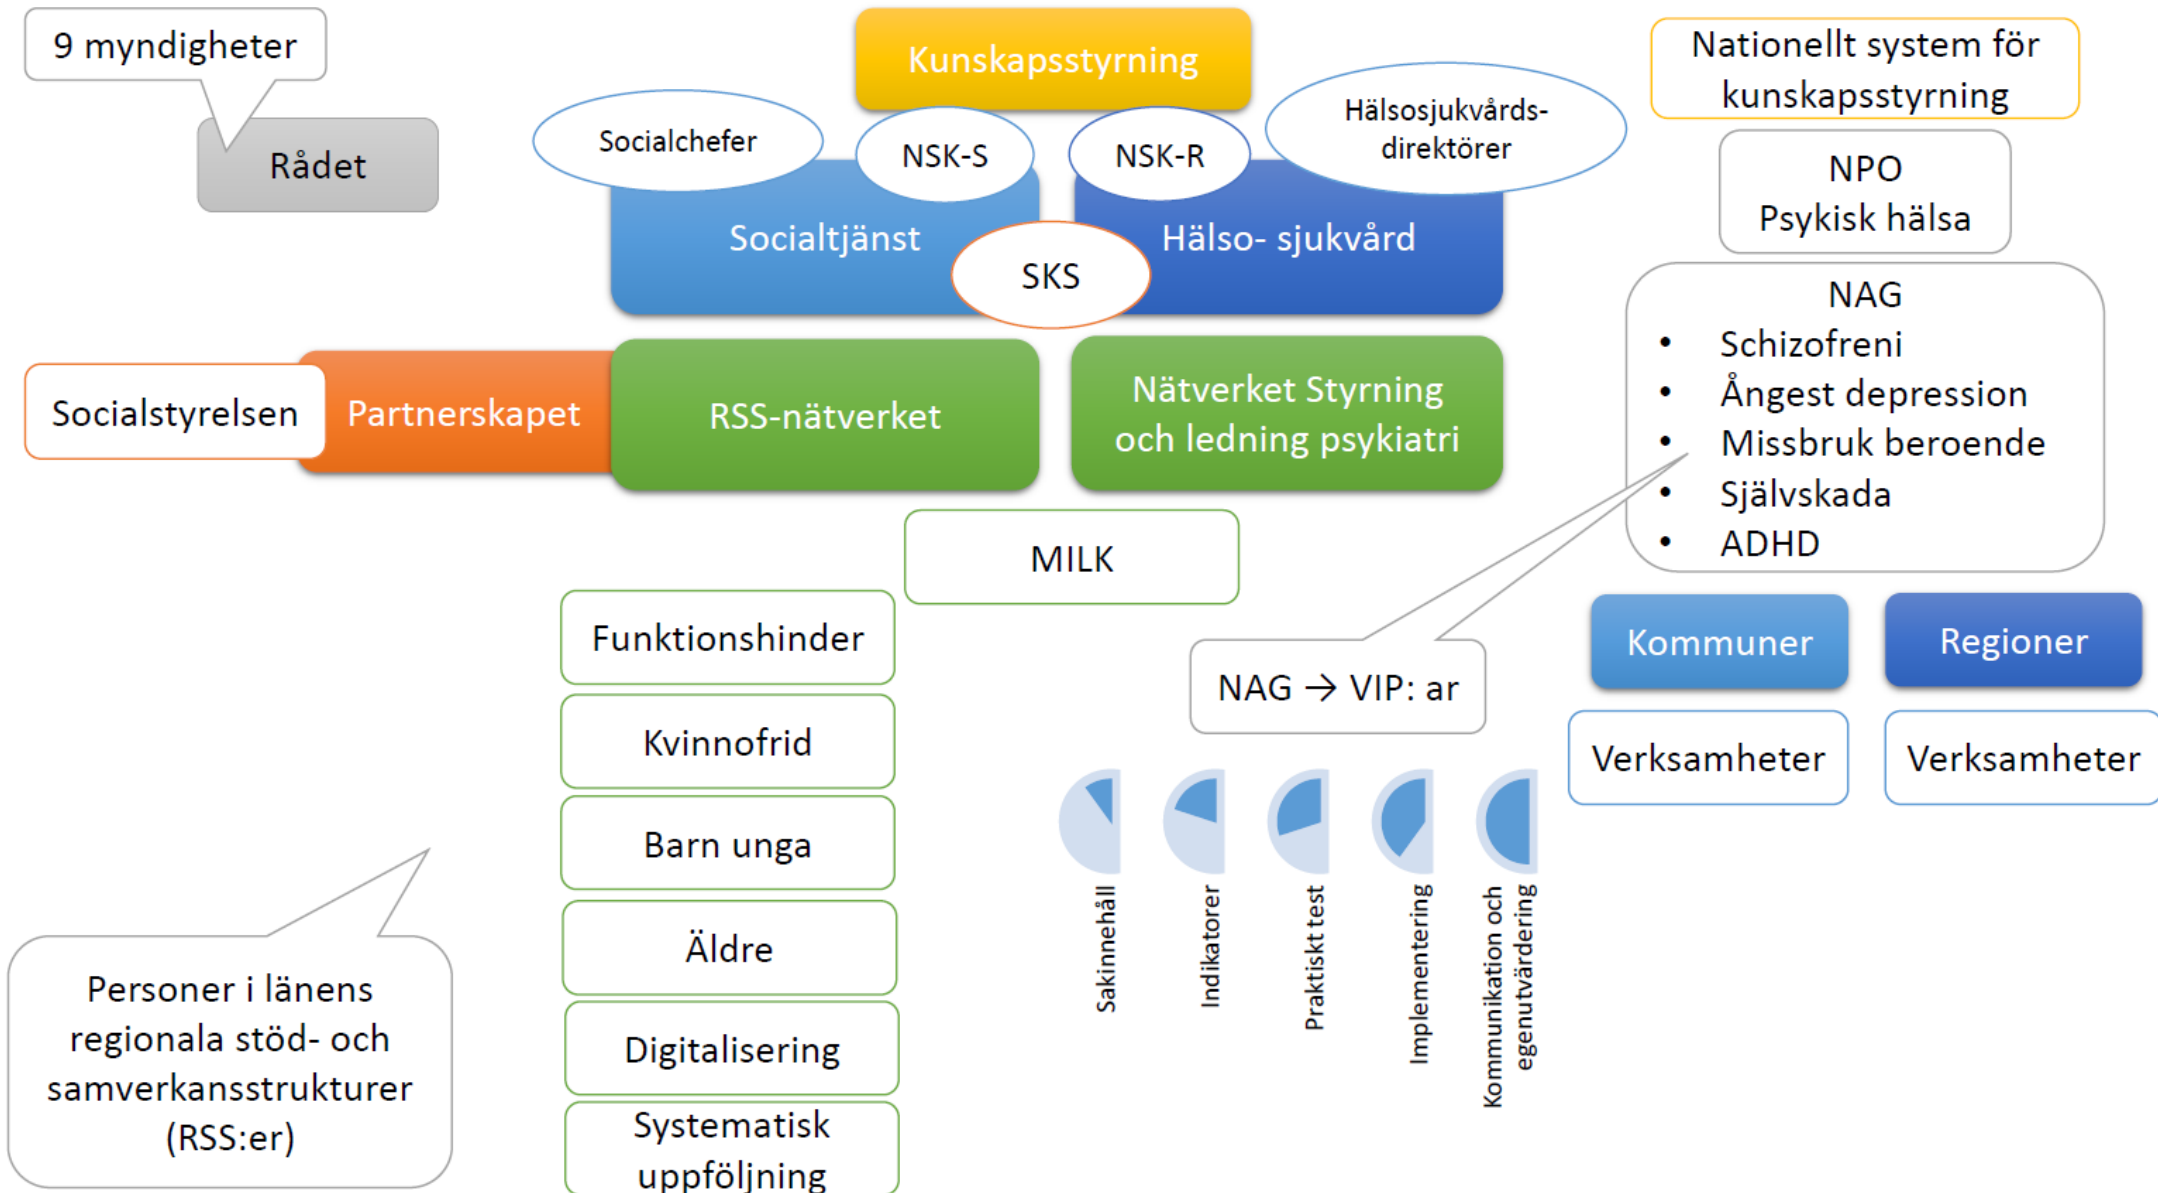 9 myndigheter
Rådet
Kunskapsstyrning
Socialchefer
NSK-S
NSK-R
Hälsosjukvårds-
direktörer
Socialtjänst
Hälso- sjukvård
SKS
Nationellt system för
kunskapsstyrning
NPO
Psykisk hälsa
NAG
• Schizofreni
• Ångest depression
• Missbruk beroende
• Självskada
• ADHD
Socialstyrelsen
Partnerskapet
RSS-nätverket
Nätverket Styrning
och ledning psykiatri
MILK
Funktionshinder
Kvinnofrid
Barn unga
Äldre
Digitalisering
Systematisk
uppföljning
NAG → VIP: ar
Kommuner
Regioner
Verksamheter
Verksamheter
Sakinnehåll
Indikatorer
Praktiskt test
Implementering
Kommunikation och
egenutvärdering
Personer i länens
regionala stöd- och
samverkansstrukturer
(RSS:er)